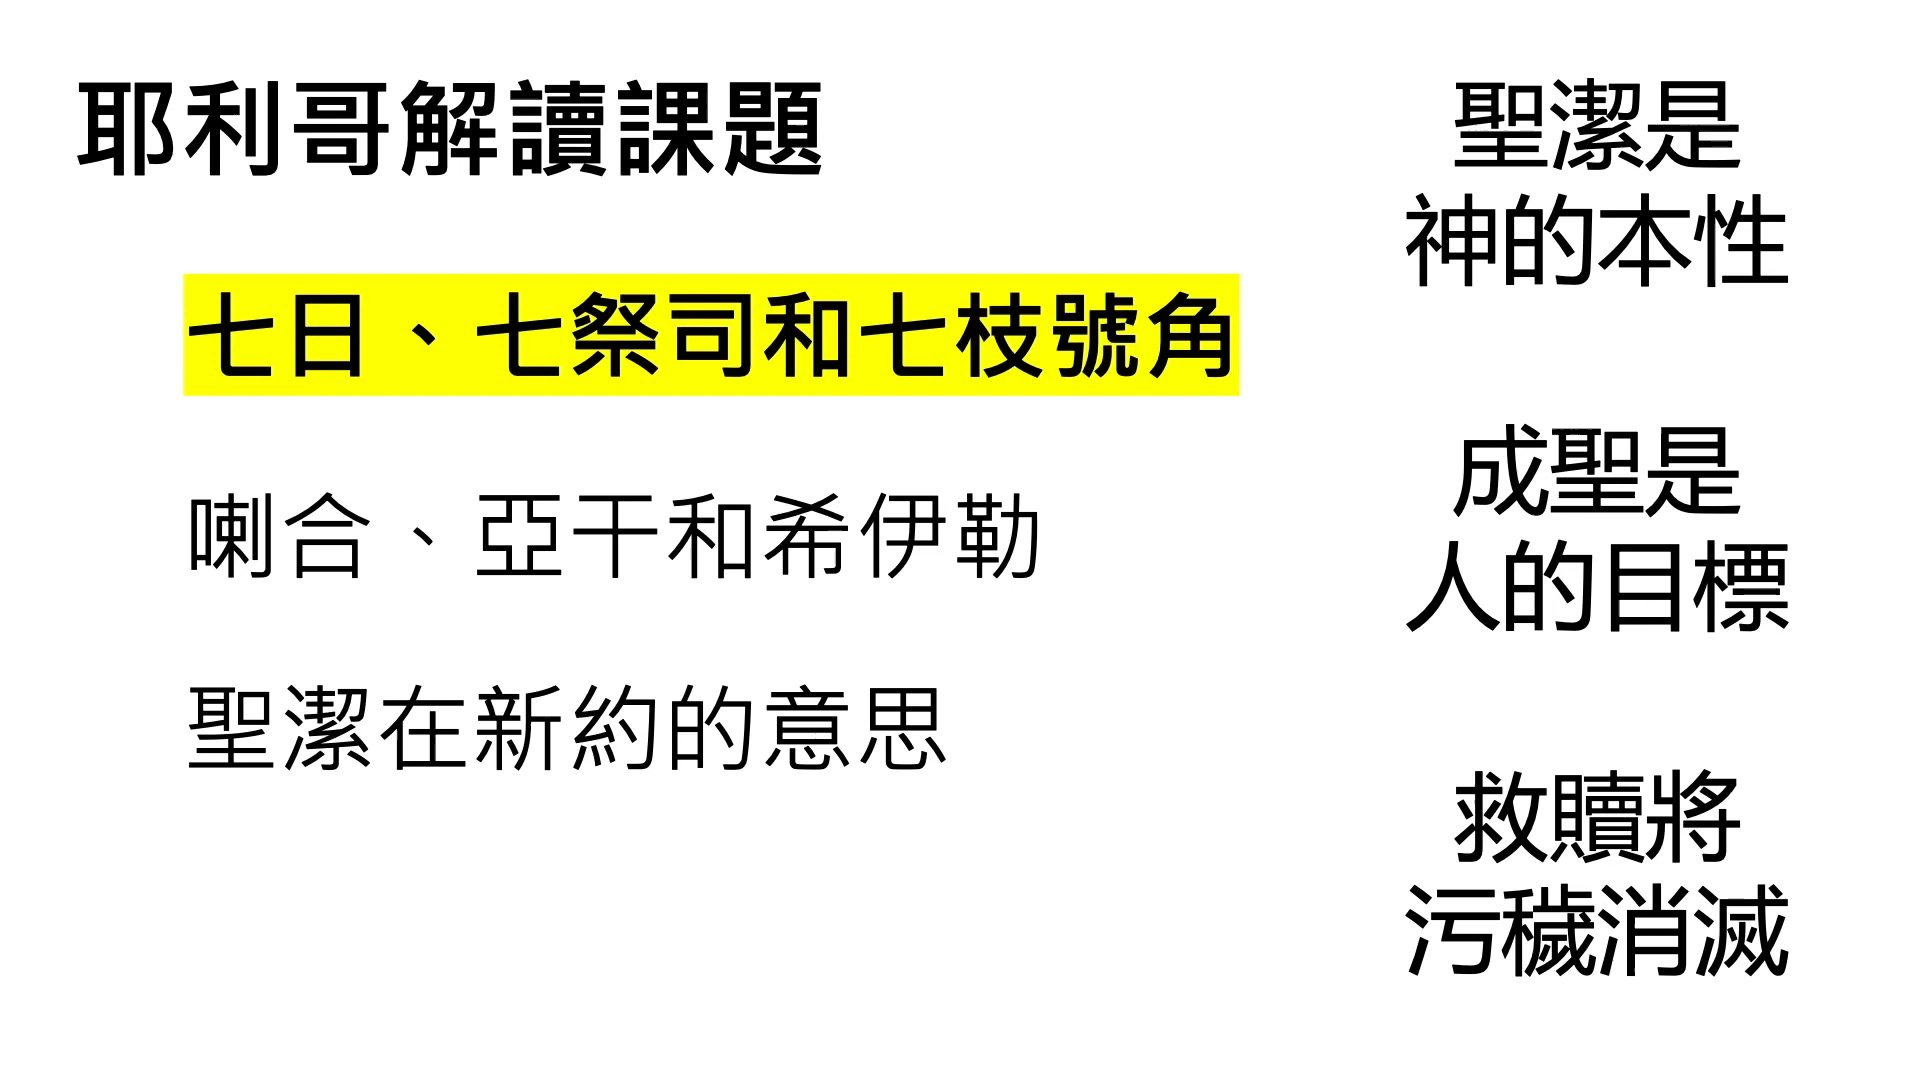 耶利哥解讀課題
七日、七祭司和七枝號角
喇合、亞干和希伊勒
聖潔在新約的意思
聖潔是
神的本性
成聖是
人的目標
救贖將
污穢消滅